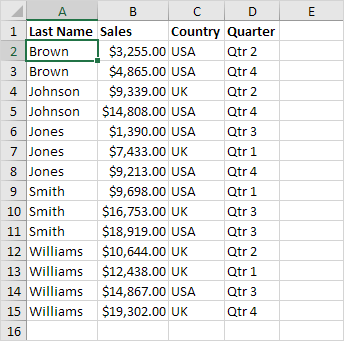 A B C D E
1 Last Name Sales Country Quarter
2 Brown $3,255.00 USA Qtr 2
3 Brown $4,865.00 USA Qtr 4
4 Johnson $9,339.00 UK Qtr 2
5 Johnson $14,808.00 USA Qtr 4
6 Jones $1,390.00 USA Qtr 3
7 Jones $7,433.00 UK Qtr 1
8 Jones $9,213.00 USA Qtr 4
9 Smith $9,698.00 USA Qtr 1
10 Smith $16,753.00 UK Qtr 3
11 Smith $18,919.00 USA Qtr 3
12 Williams $10,644.00 UK Qtr 2
13 Williams $12,438.00 UK Qtr 1
14 Williams $14,867.00 USA Qtr 3
15 Williams $19,302.00 UK Qtr 4
16